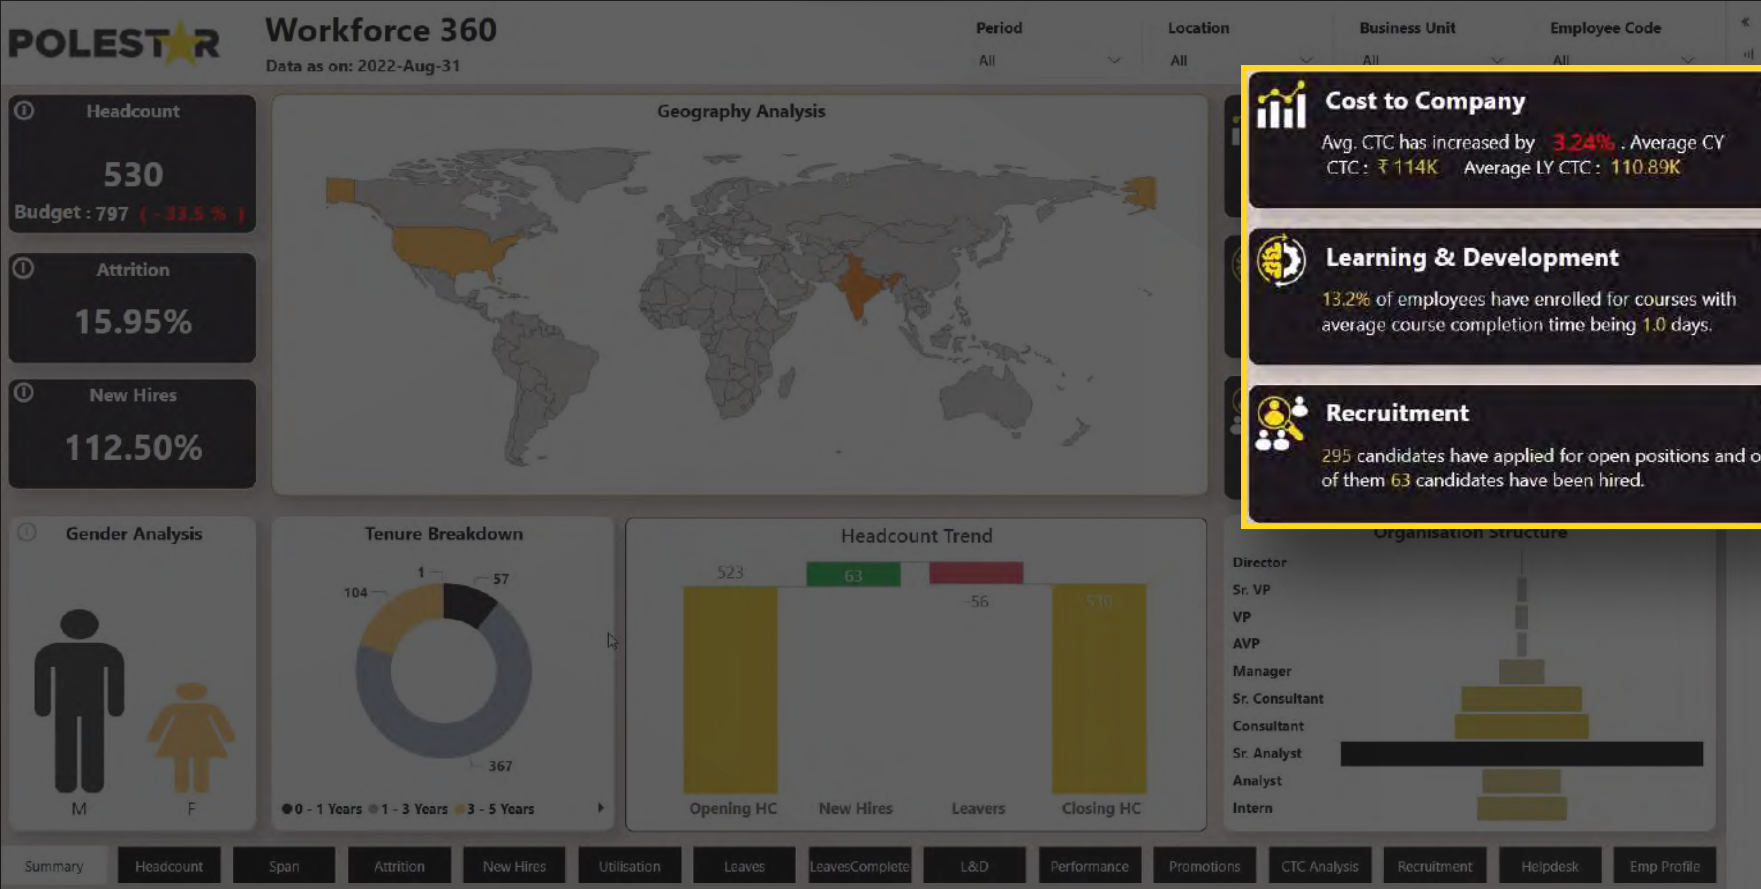 POLESTAR
Workforce 360
Data as on: 2022-Aug-31
Period
All
Location
All
Business Unit
All
Employee Code
All
Headcount
530
Budget : 797 ( - 33.5 % )
Attrition
15.95%
New Hires
112.50%
Geography Analysis
Cost to Company
Avg. CTC has increased by 3.24% . Average CY
CTC : ₹ 114K Average LY CTC : 110.89K
Learning & Development
13.2% of employees have enrolled for courses with
average course completion time being 1.0 days.
Recruitment
295 candidates have applied for open positions and o
of them 63 candidates have been hired.
Gender Analysis
M
F
Tenure Breakdown
1
57
104
367
0 - 1 Years 1 - 3 Years 3 - 5 Years
Headcount Trend
523
63
-56
530
Opening HC
New Hires
Leavers
Closing HC
Organisation Structure
Director
Sr. VP
VP
AVP
Manager
Sr. Consultant
Consultant
Sr. Analyst
Analyst
Intern
Summary
Headcount
Span
Attrition
New Hires
Utilisation
Leaves
LeavesComplete
L&D
Performance
Promotions
CTC Analysis
Recruitment
Helpdesk
Emp Profile